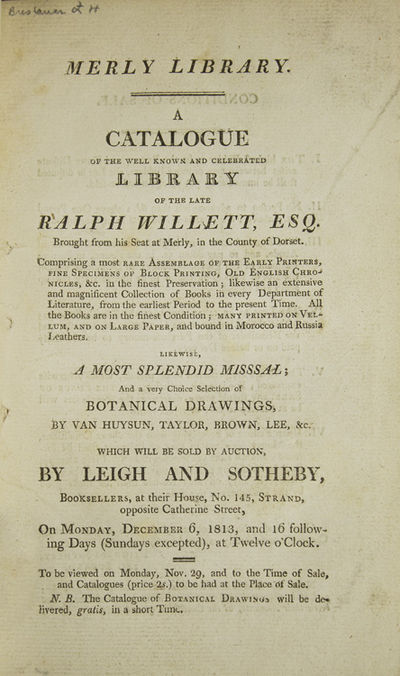 Breslauer & H
MERLY LIBRARY.
A
CATALOGUE
OF THE WELL KNOWN AND CELEBRATED
LIBRARY
OF THE LATE
RALPH WILLETT, ESQ.
Brought from his Seat at Merly, in the County of Dorset.
Comprising a most RARE ASSEMBLAGE OF THE EARLY PRINTERS,
FINE SPECIMENS OF BLOCK PRINTING, OLD ENGLISH CHRO-
NICLES, &c. in the finest Preservation; likewise an extensive
and magnificent Collection of Books in every Department of
Literature, from the earliest Period to the present Time. All
the Books are in the finest Condition; MANY PRINTED ON VEL-
LUM, AND ON LARGE PAPER, and bound in Morocco and Russia
Leathers.
LIKEWISE,
A MOST SPLENDID MISSSAL;
And a very Choice Selection of
BOTANICAL DRAWINGS,
BY VAN HUYSUN, TAYLOR, BROWN, LEE, &c.
WHICH WILL BE SOLD BY AUCTION,
BY LEIGH AND SOTHEBY,
BOOKSELLERS, at their House, No. 145, STRAND,
opposite Catherine Street,
On MONDAY, DECEMBER 6, 1813, and 16 follow-
ing Days (Sundays excepted), at Twelve o'Clock.
To be viewed on Monday, Nov. 29, and to the Time of Sale,
and Catalogues (price 2s.) to be had at the Place of Sale.
N. B. The Catalogue of BOTANICAL DRAWINGS will be de-
livered, gratis, in a short Time.